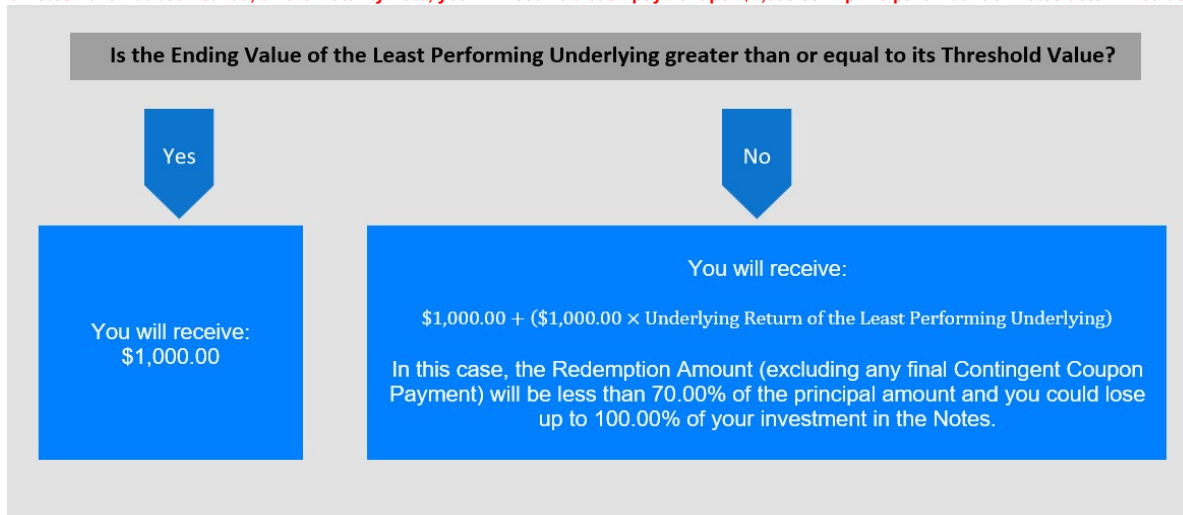 Is the Ending Value of the Least Performing Underlying greater than or equal to its Threshold Value?
Yes
No
You will receive:
$1,000.00
You will receive:
$1,000.00 + ($1,000.00 × Underlying Return of the Least Performing Underlying)
In this case, the Redemption Amount (excluding any final Contingent Coupon
Payment) will be less than 70.00% of the principal amount and you could lose
up to 100.00% of your investment in the Notes.